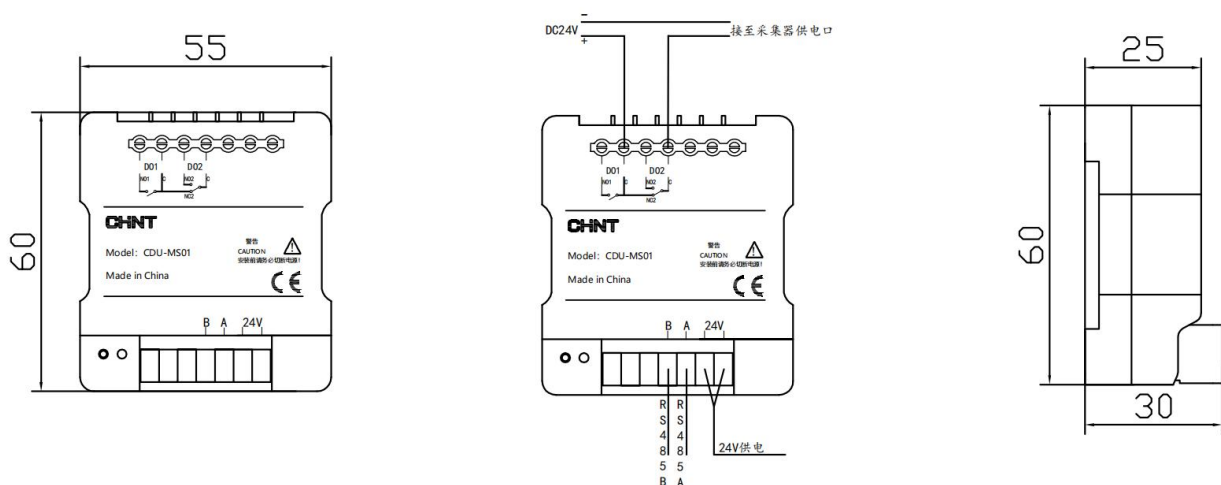 55
60
DO1
DO2
NO1
C
NO2
C
NC2
CHNT
Model: CDU-MS01
Made in China
警告
CAUTION
安装前请务必切断电源!
CE
B A 24V
DC24V
-
+
接至采集器供电口
DO1
DO2
NO1
C
NO2
C
NO2
CHNT
Model: CDU-MS01
Made in China
警告
CAUTION
安装前请务必切断电源!
CE
B A 24V
RS485B
RS485A
24V供电
25
60
30